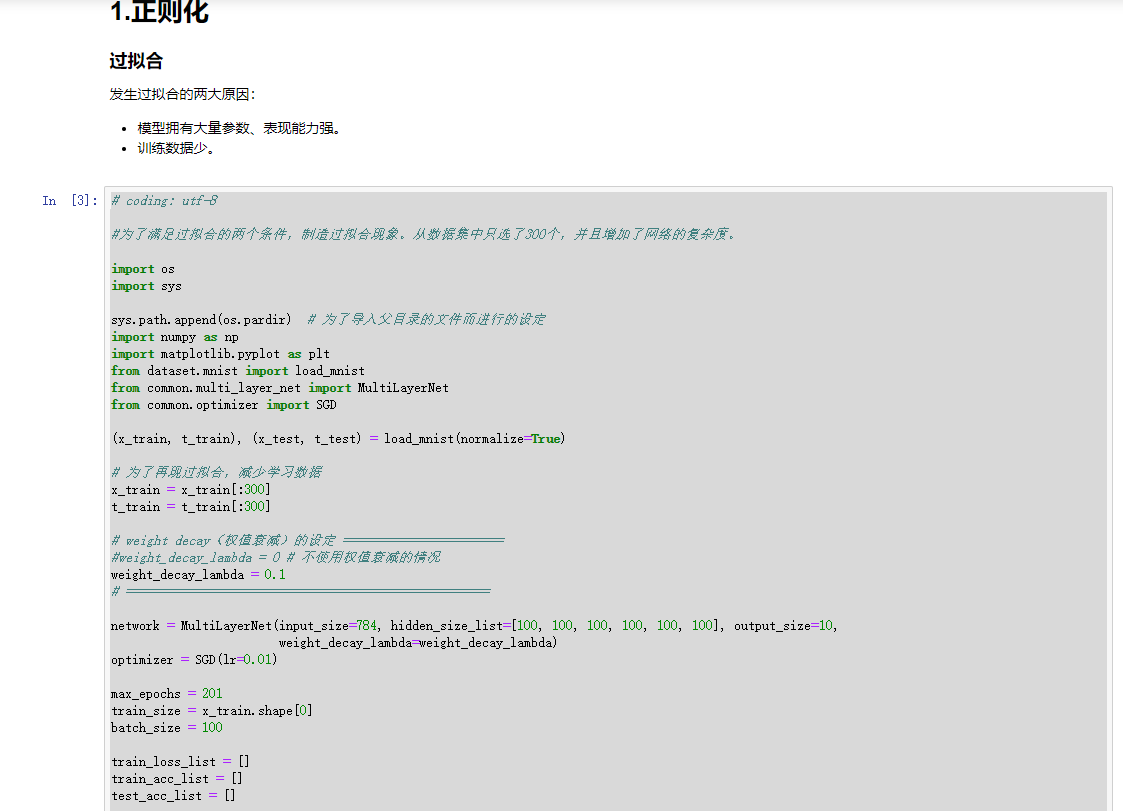 1.正则化
过拟合
发生过拟合的两大原因：
• 模型拥有大量参数、表现能力强。
• 训练数据少。
In [3]:
# coding: utf-8
#为了满足过拟合的两个条件，制造过拟合现象。从数据集中只选了300个，并且增加了网络的复杂度。
import os
import sys
sys.path.append(os.pardir)  # 为了导入父目录的文件而进行的设定
import numpy as np
import matplotlib.pyplot as plt
from dataset.mnist import load_mnist
from common.multi_layer_net import MultiLayerNet
from common.optimizer import SGD
(x_train, t_train), (x_test, t_test) = load_mnist(normalize=True)
# 为了再现过拟合，减少学习数据
x_train = x_train[:300]
t_train = t_train[:300]
# weight decay（权值衰减）的设定 =======================
#weight_decay_lambda = 0 # 不使用权值衰减的情况
weight_decay_lambda = 0.1
# ====================================================
network = MultiLayerNet(input_size=784, hidden_size_list=[100, 100, 100, 100, 100, 100], output_size=10,
weight_decay_lambda=weight_decay_lambda)
optimizer = SGD(lr=0.01)
max_epochs = 201
train_size = x_train.shape[0]
batch_size = 100
train_loss_list = []
train_acc_list = []
test_acc_list = []